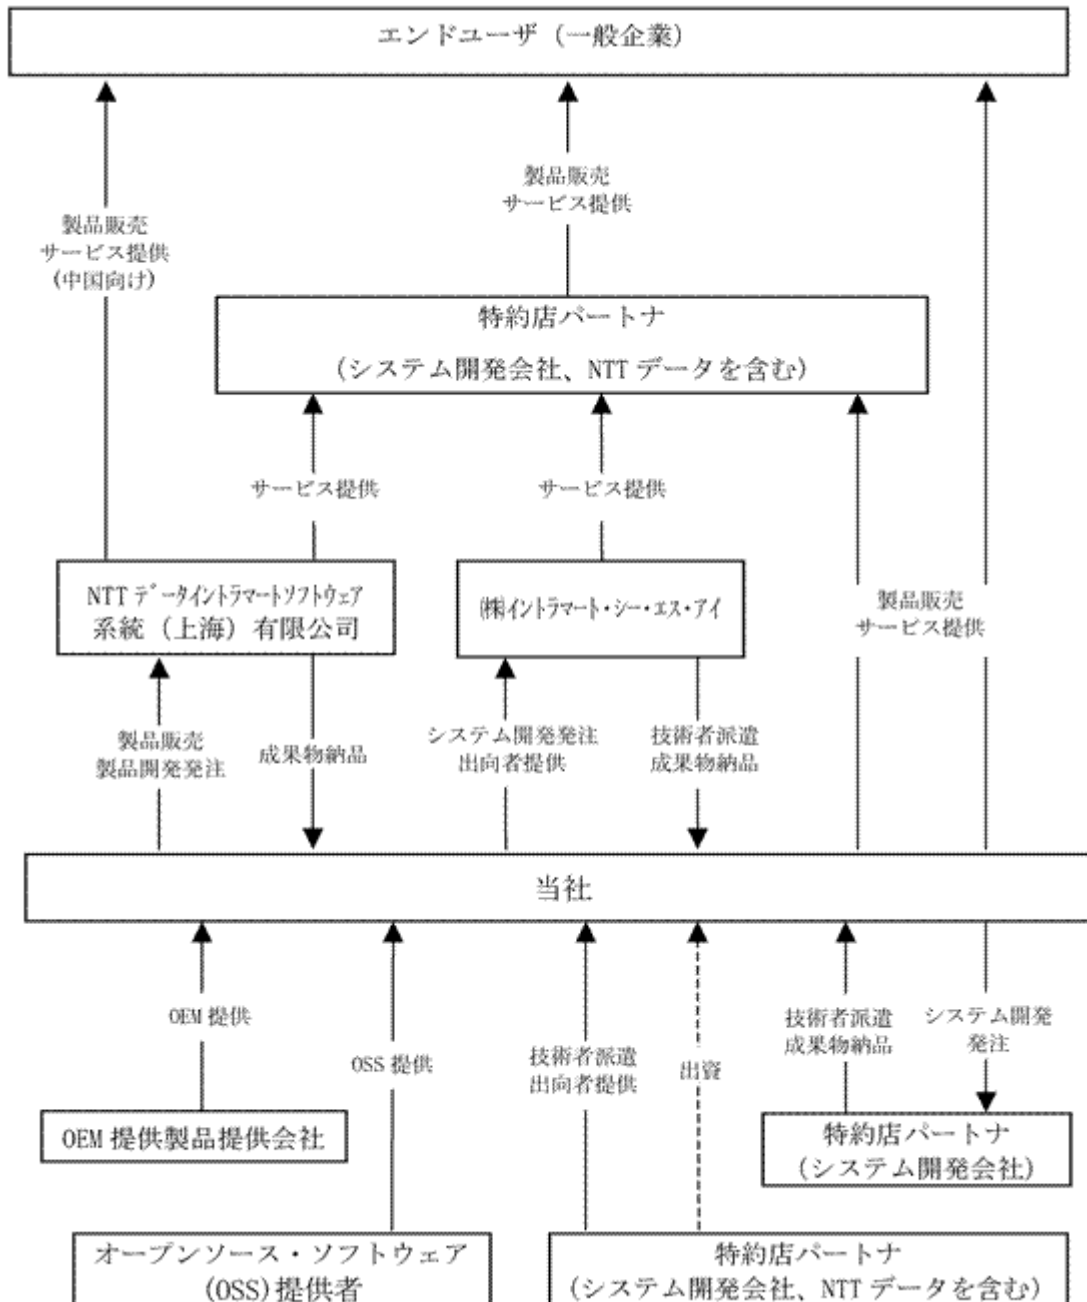 エンドユーザ (一般企業)
製品販売
サービス提供
製品販売
サービス提供
(中国向け)
特約店パートナ
(システム開発会社、NTT データを含む)
サービス提供
サービス提供
製品販売
サービス提供
NTT データイントラマートソフトウェア
系統（上海）有限公司
㈱イントラマート・シー・エス・アイ
製品販売
製品開発発注
成果物納品
システム開発発注
出向者提供
技術者派遣
成果物納品
当社
OEM 提供
OSS 提供
技術者派遣
出向者提供
出資
技術者派遣
成果物納品
システム開発
発注
OEM 提供製品提供会社
特約店パートナ
(システム開発会社)
オープンソース・ソフトウェア
(OSS)提供者
特約店パートナ
(システム開発会社、NTT データを含む)